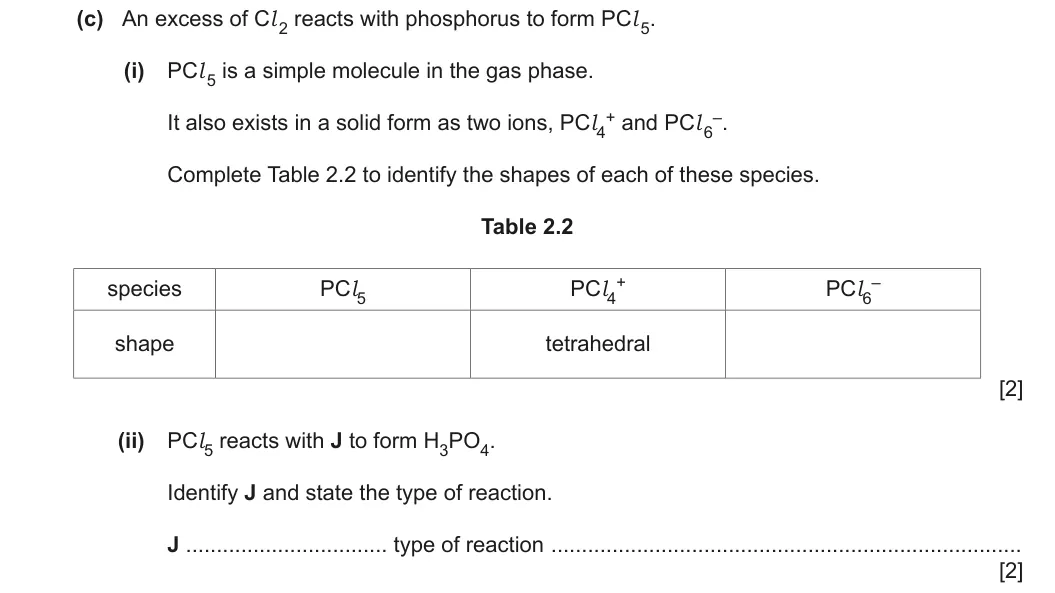 (c) An excess of Cl₂ reacts with phosphorus to form PCl₅.
(i) PCl₅ is a simple molecule in the gas phase.
It also exists in a solid form as two ions, PCl₄⁺ and PCl₆⁻.
Complete Table 2.2 to identify the shapes of each of these species.
Table 2.2
species PCl₅ PCl₄⁺ PCl₆⁻
shape tetrahedral
[2]
(ii) PCl₅ reacts with J to form H₃PO₄.
Identify J and state the type of reaction.
J ................................. type of reaction .............................................................................
[2]